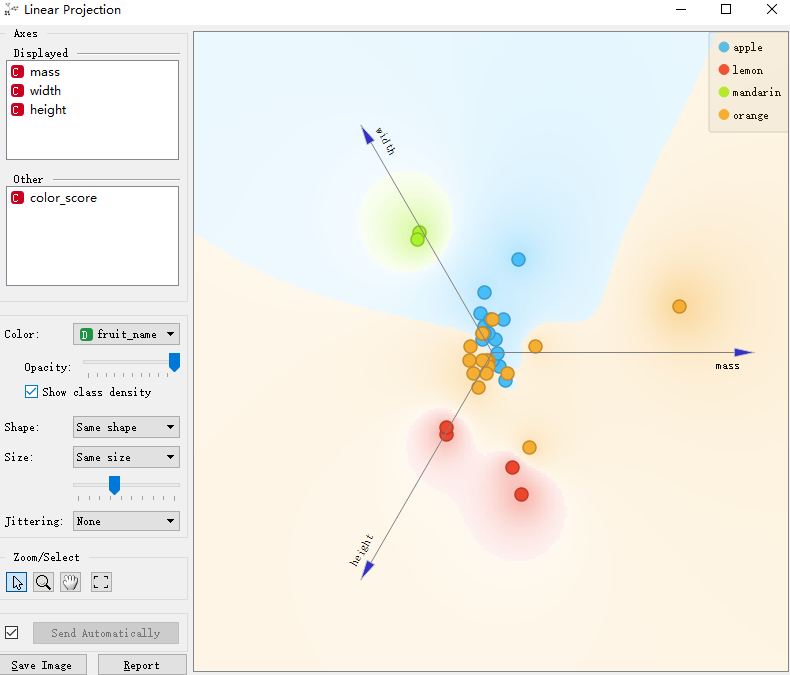 Linear Projection
Axes
Displayed
C mass
C width
C height
Other
C color_score
Color: D fruit_name
Opacity:
Show class density
Shape: Same shape
Size: Same size
Jittering: None
Zoom/Select
Send Automatically
Save Image Report
apple
lemon
mandarin
orange
width
mass
height